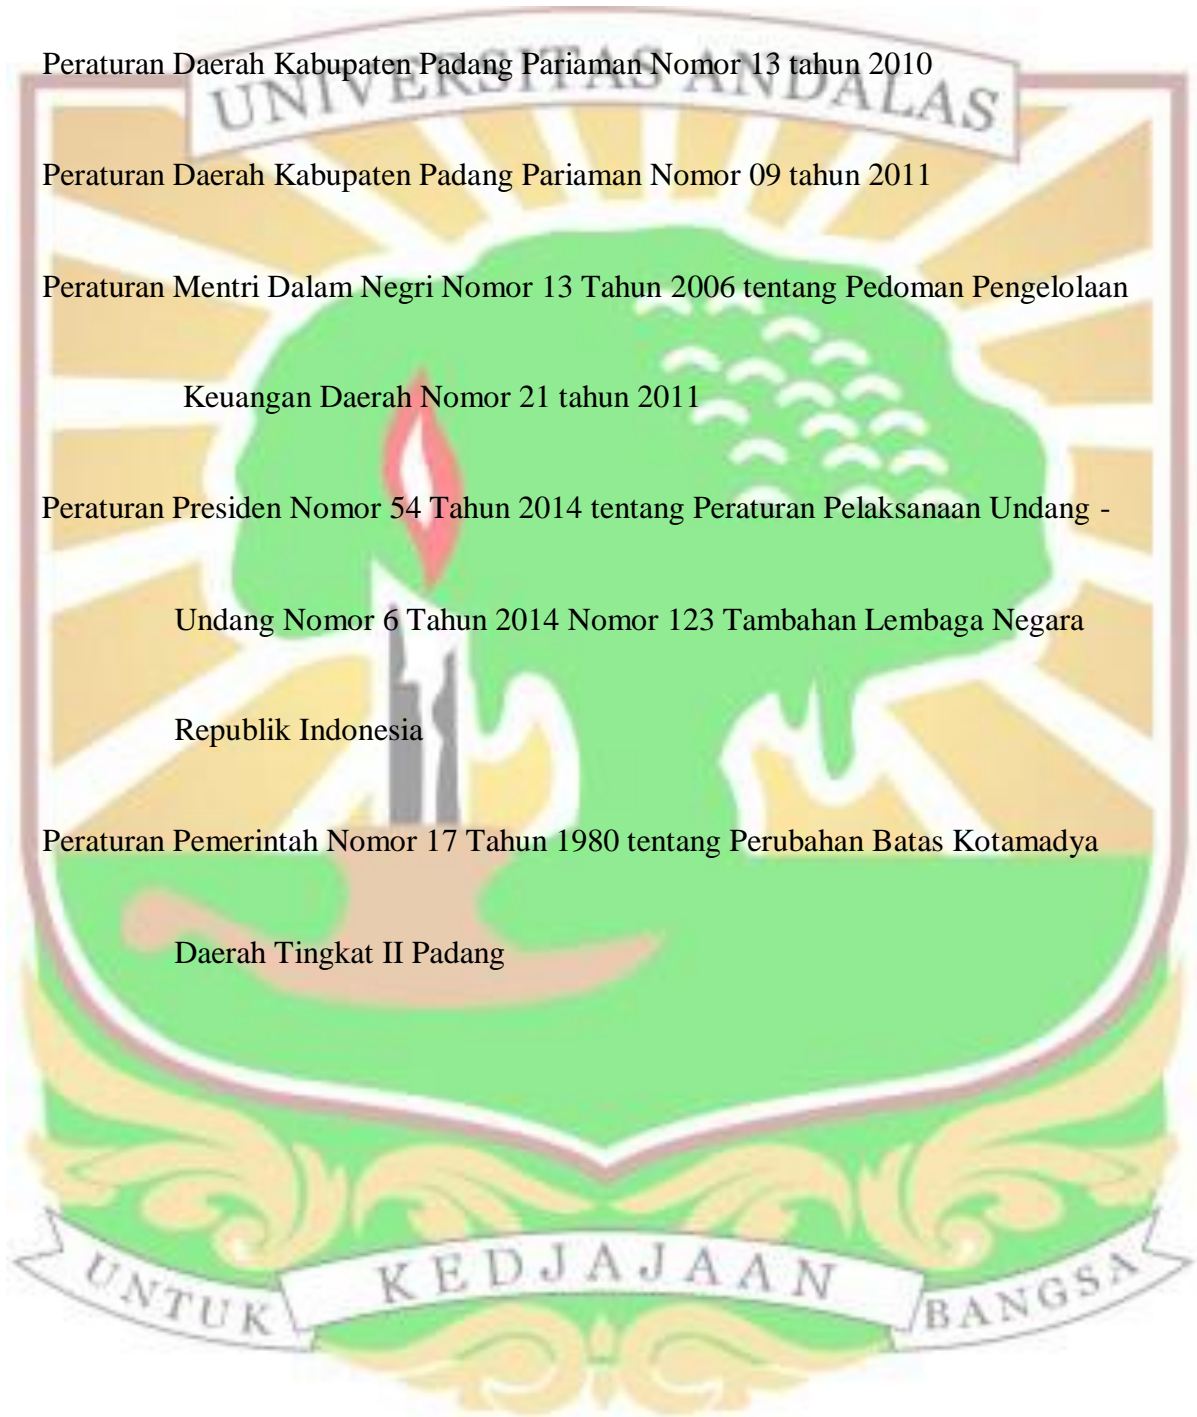 UNIVERSITAS ANDALAS
Peraturan Daerah Kabupaten Padang Pariaman Nomor 13 tahun 2010
Peraturan Daerah Kabupaten Padang Pariaman Nomor 09 tahun 2011
Peraturan Mentri Dalam Negri Nomor 13 Tahun 2006 tentang Pedoman Pengelolaan
Keuangan Daerah Nomor 21 tahun 2011
Peraturan Presiden Nomor 54 Tahun 2014 tentang Peraturan Pelaksanaan Undang -
Undang Nomor 6 Tahun 2014 Nomor 123 Tambahan Lembaga Negara
Republik Indonesia
Peraturan Pemerintah Nomor 17 Tahun 1980 tentang Perubahan Batas Kotamadya
Daerah Tingkat II Padang
UNTUK KEDJAJAAN BANGSA